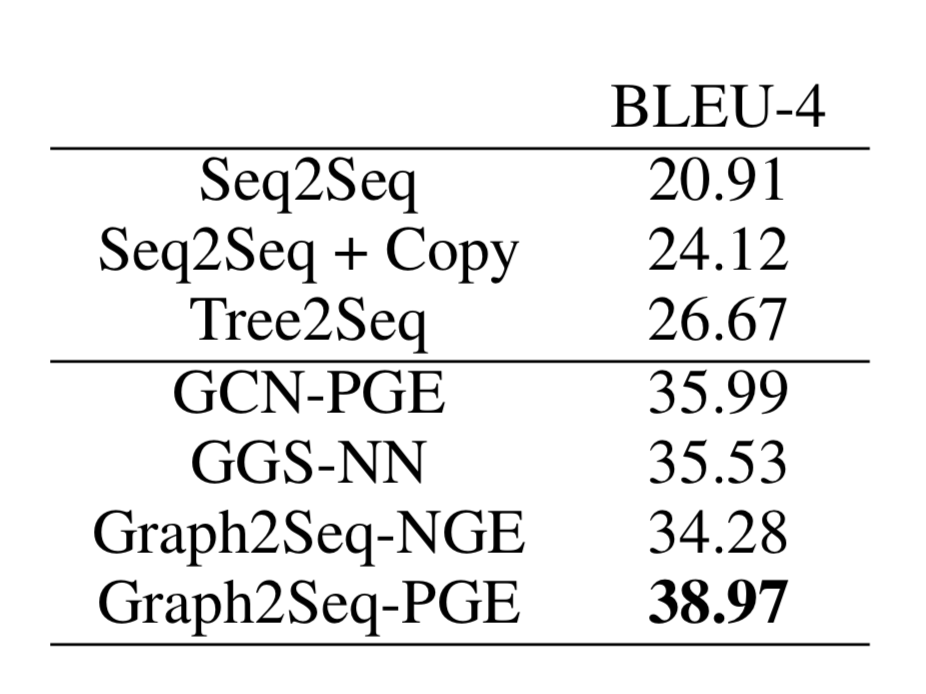 BLEU-4
Seq2Seq 20.91
Seq2Seq + Copy 24.12
Tree2Seq 26.67
GCN-PGE 35.99
GGS-NN 35.53
Graph2Seq-NGE 34.28
Graph2Seq-PGE 38.97